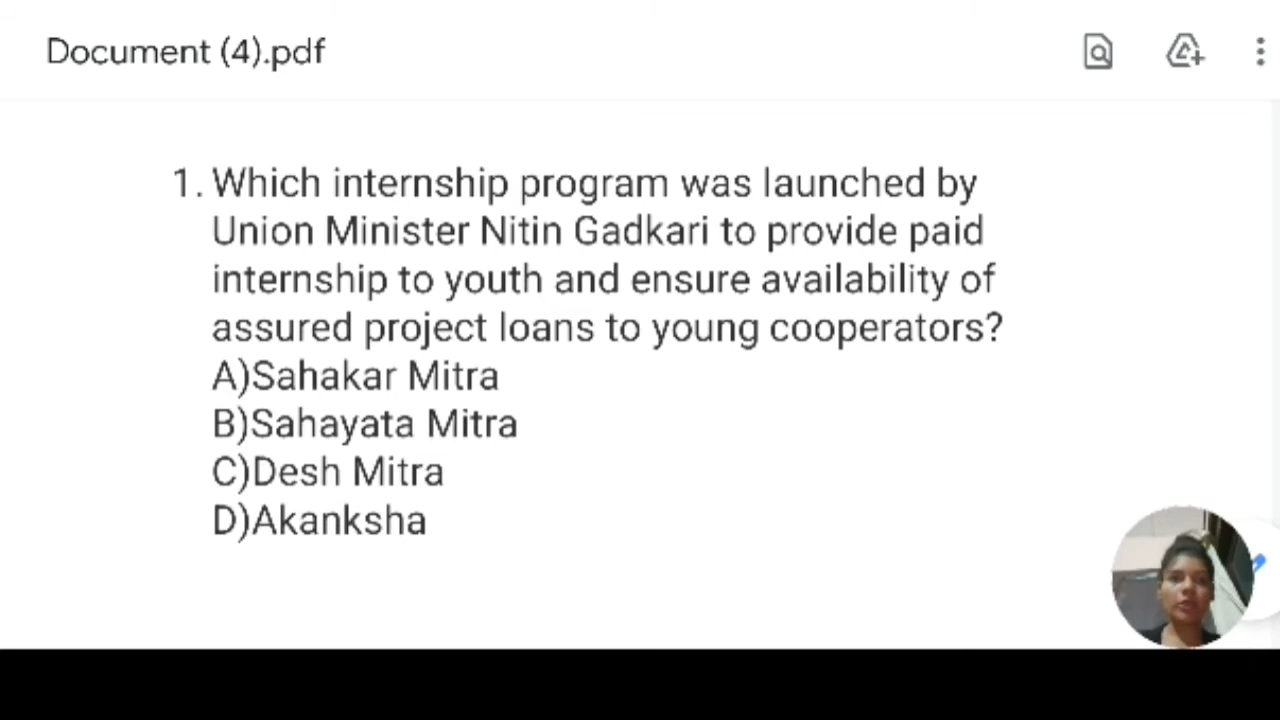 Document (4).pdf
1. Which internship program was launched by
Union Minister Nitin Gadkari to provide paid
internship to youth and ensure availability of
assured project loans to young cooperators?
A)Sahakar Mitra
B)Sahayata Mitra
C)Desh Mitra
D)Akanksha